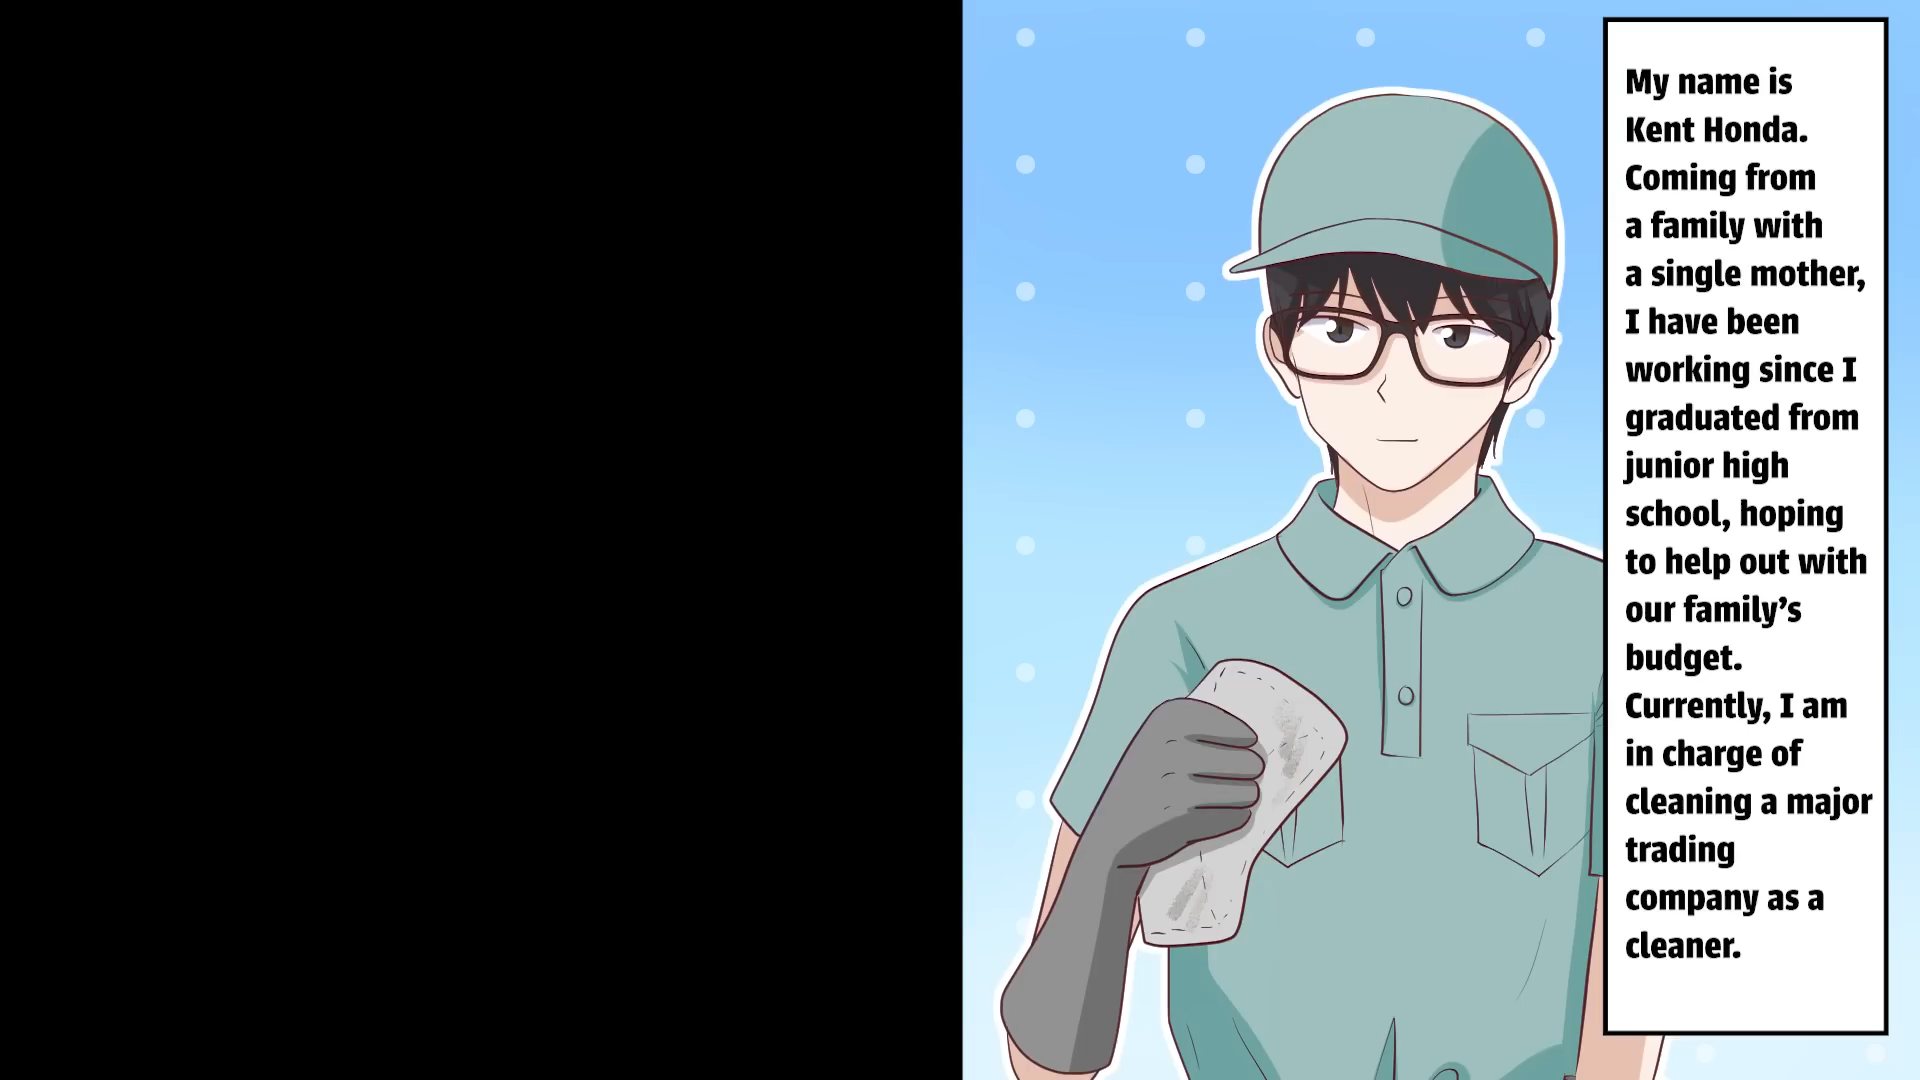 My name is
Kent Honda.
Coming from
a family with
a single mother,
I have been
working since I
graduated from
junior high
school, hoping
to help out with
our family’s
budget.
Currently, I am
in charge of
cleaning a major
trading
company as a
cleaner.